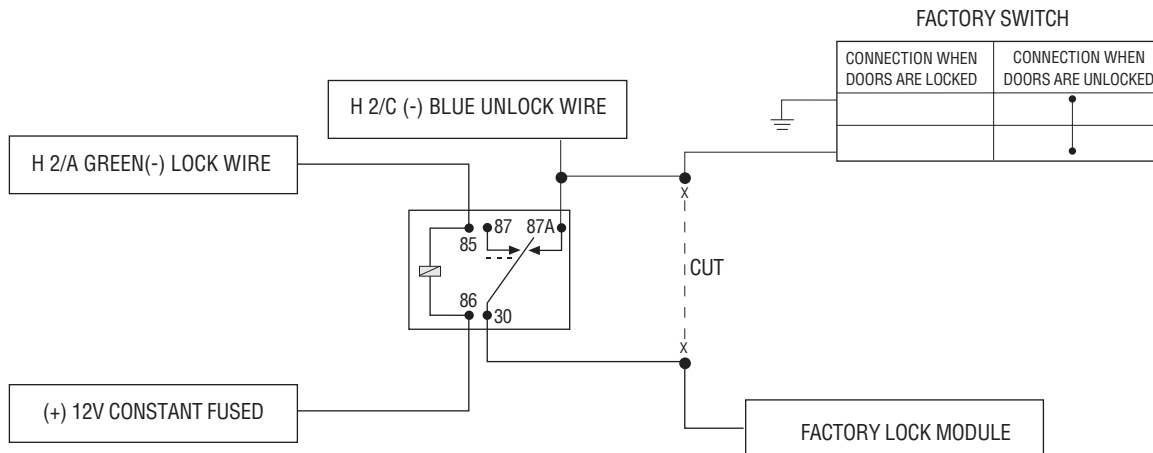 FACTORY SWITCH
CONNECTION WHEN
DOORS ARE LOCKED
CONNECTION WHEN
DOORS ARE UNLOCKED
H 2/C (-) BLUE UNLOCK WIRE
H 2/A GREEN(-) LOCK WIRE
85
87
87A
86
30
X
CUT
X
(+) 12V CONSTANT FUSED
FACTORY LOCK MODULE